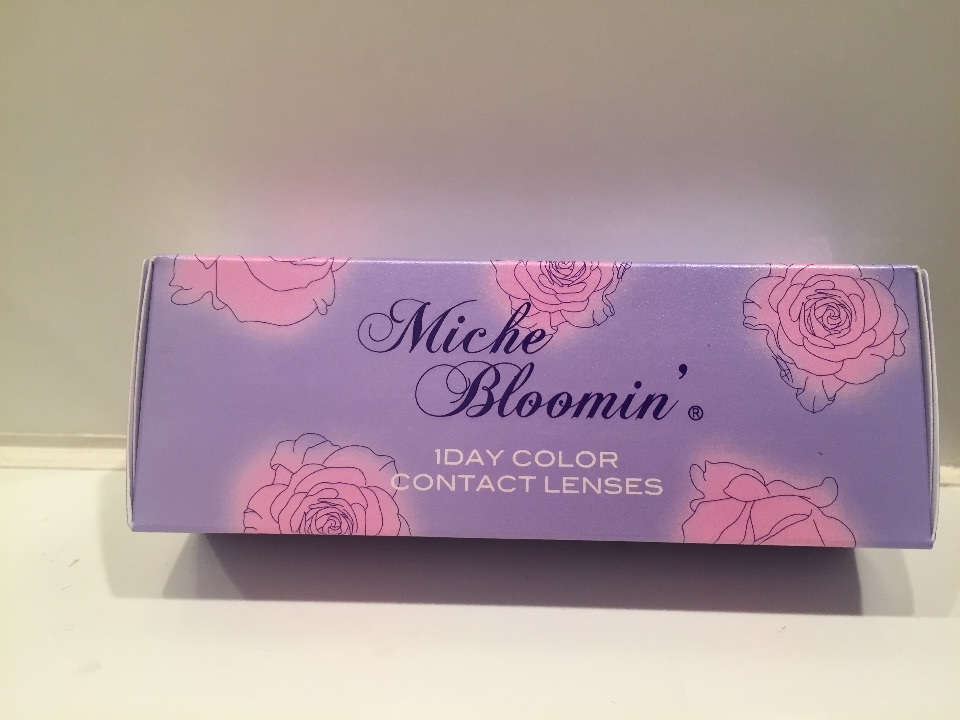 Miche
Bloomin'®
1DAY COLOR
CONTACT LENSES